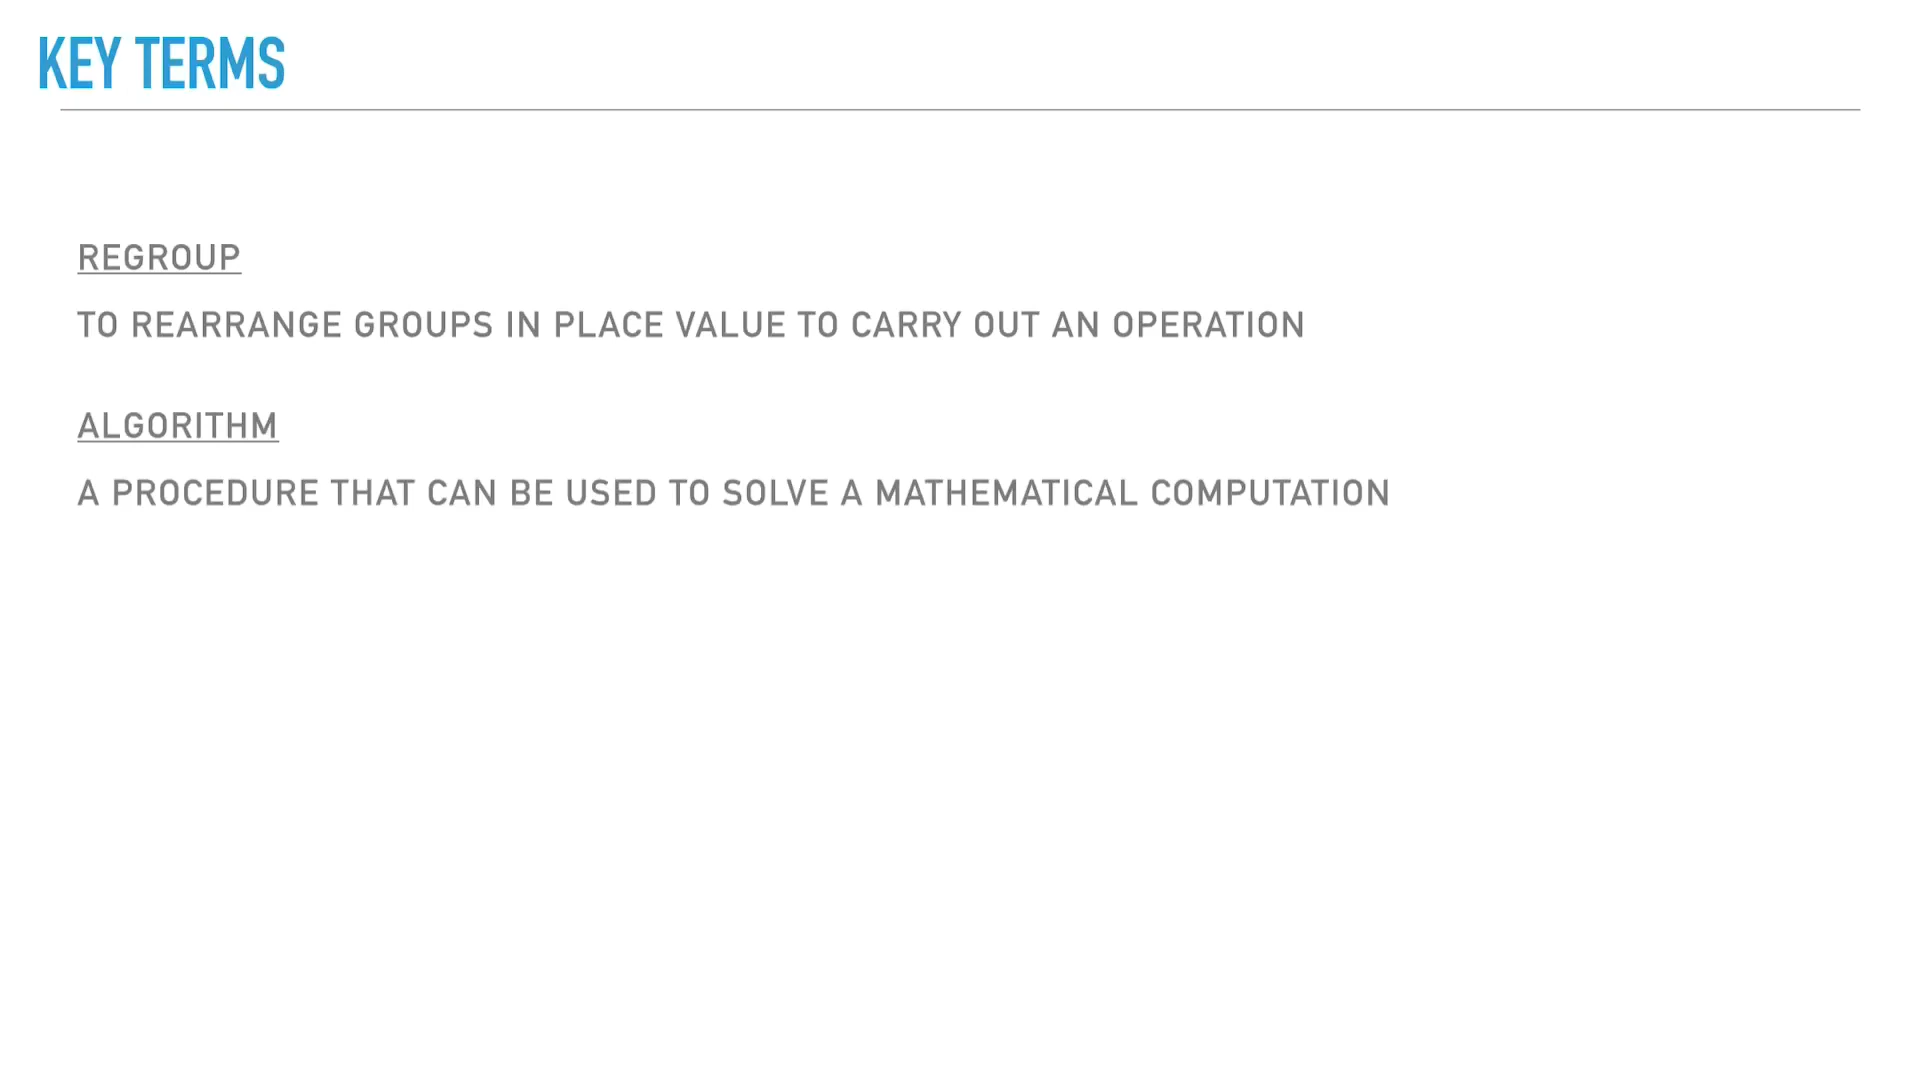 KEY TERMS
REGROUP
TO REARRANGE GROUPS IN PLACE VALUE TO CARRY OUT AN OPERATION
ALGORITHM
A PROCEDURE THAT CAN BE USED TO SOLVE A MATHEMATICAL COMPUTATION